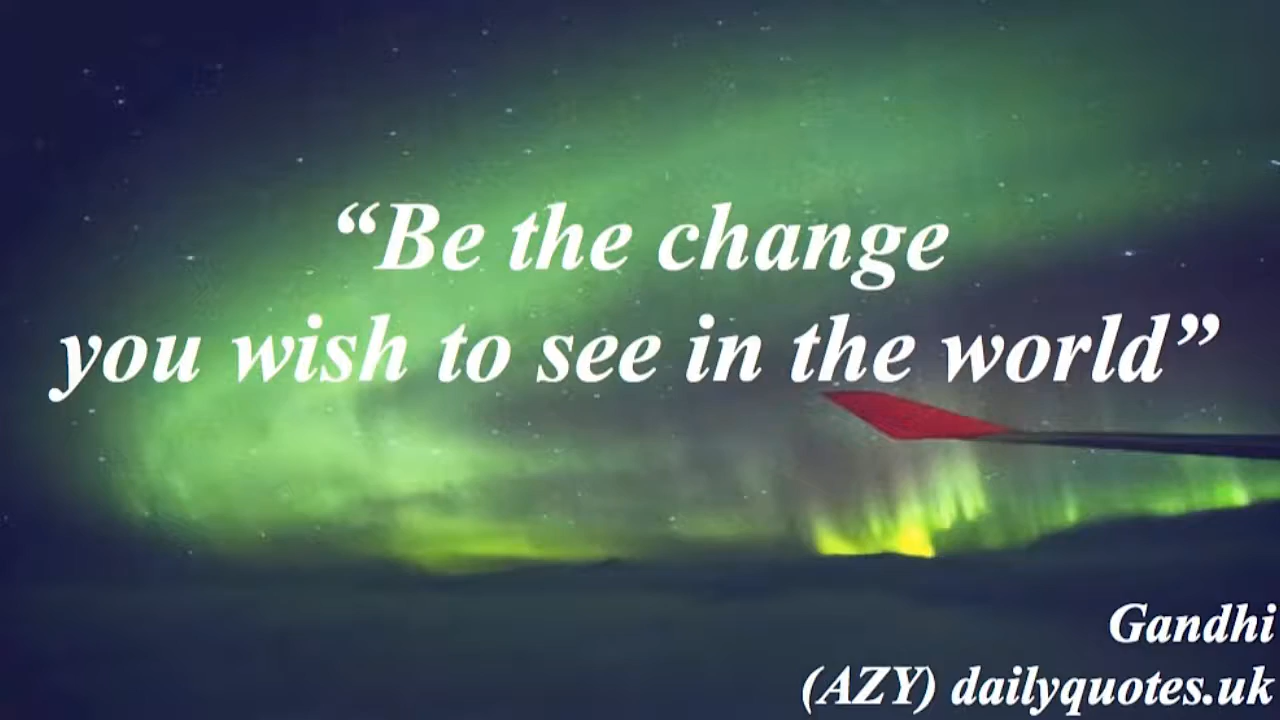 “Be the change
you wish to see in the world”
Gandhi
(AZY) dailyquotes.uk